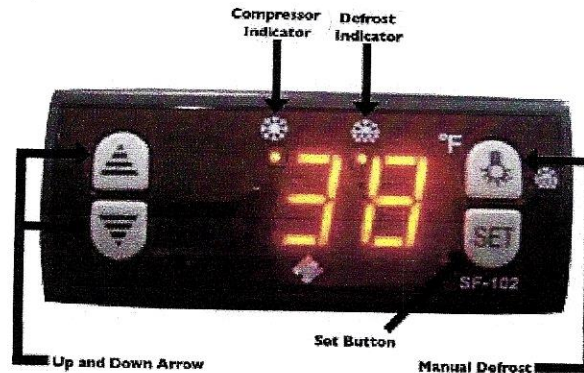 Compressor Indicator
Defrost Indicator
38
°F
SET
SF-102
Set Button
Up and Down Arrow
Manual Defrost